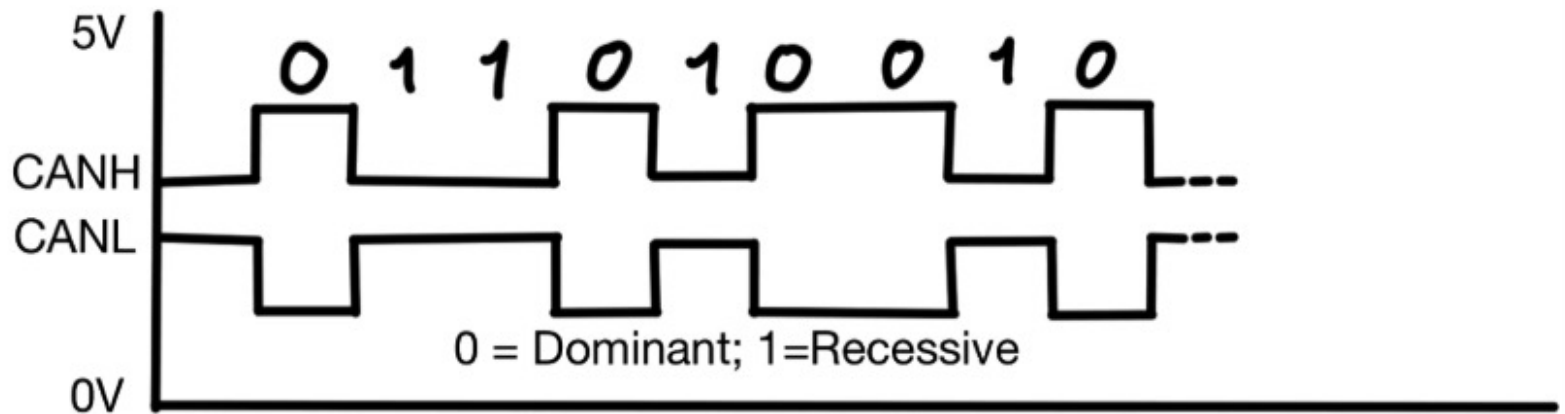 5V
0 1 1 0 1 0 0 1 0
CANH
CANL
0 = Dominant; 1=Recessive
0V